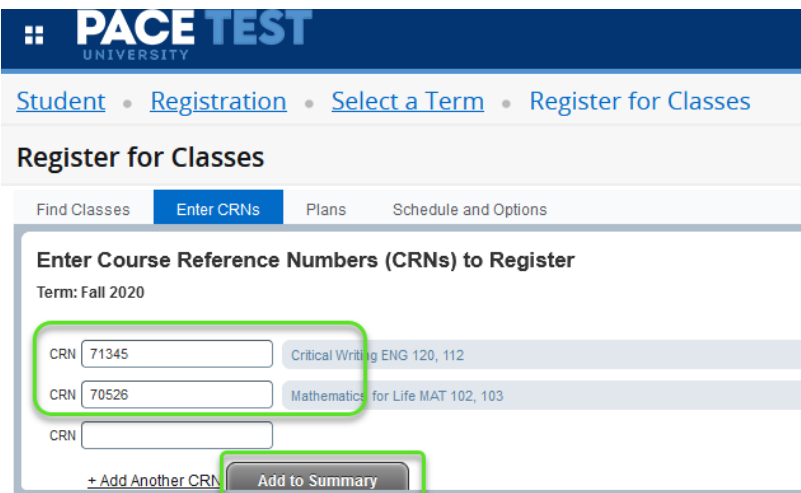 PACE TEST
UNIVERSITY
Student • Registration • Select a Term • Register for Classes
Register for Classes
Find Classes Enter CRNs Plans Schedule and Options
Enter Course Reference Numbers (CRNs) to Register
Term: Fall 2020
CRN 71345 Critical Writing ENG 120, 112
CRN 70526 Mathematics for Life MAT 102, 103
CRN
+ Add Another CRN Add to Summary